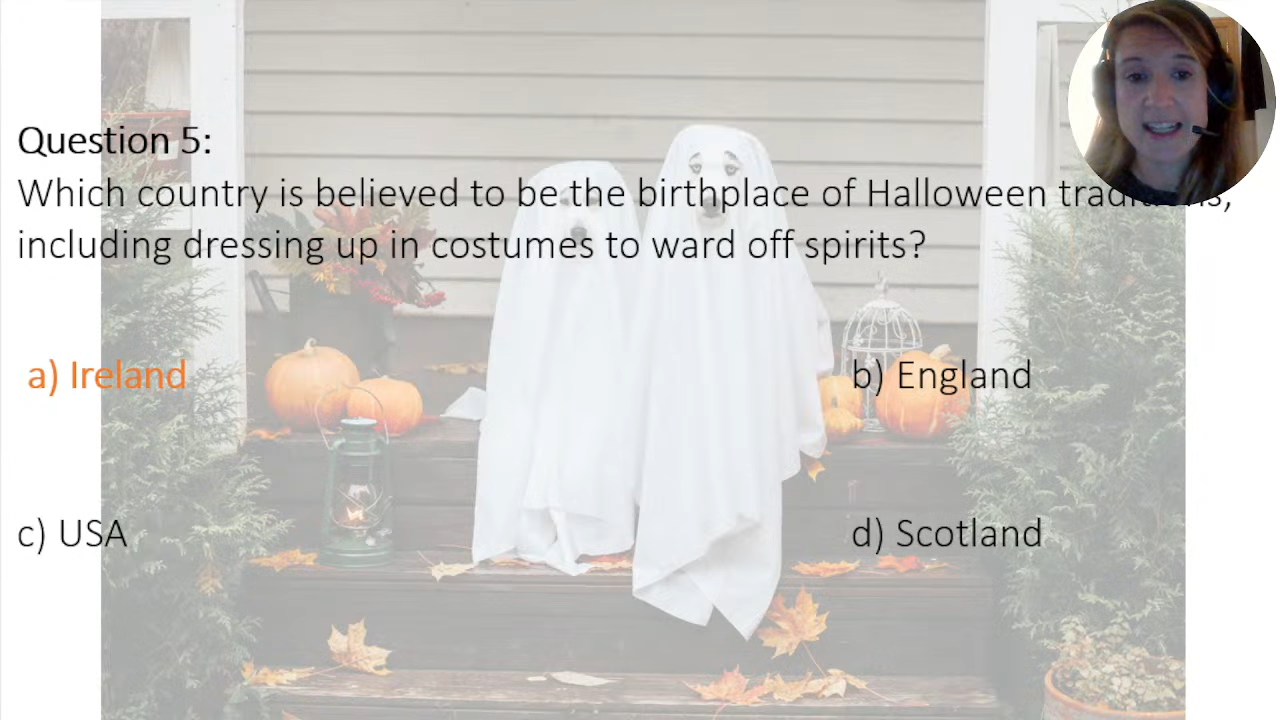 Question 5:
Which country is believed to be the birthplace of Halloween traditions,
including dressing up in costumes to ward off spirits?
a) Ireland
b) England
c) USA
d) Scotland